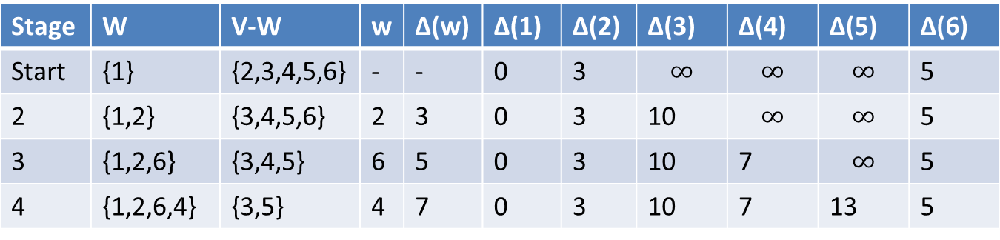 Stage W V-W w Δ(w) Δ(1) Δ(2) Δ(3) Δ(4) Δ(5) Δ(6)
Start {1} {2,3,4,5,6} - - 0 3 ∞ ∞ ∞ 5
2 {1,2} {3,4,5,6} 2 3 0 3 10 ∞ ∞ 5
3 {1,2,6} {3,4,5} 6 5 0 3 10 7 ∞ 5
4 {1,2,6,4} {3,5} 4 7 0 3 10 7 13 5